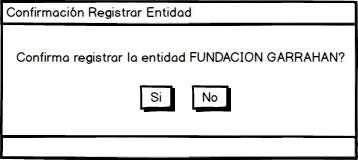 Confirmación Registrar Entidad
Confirma registrar la entidad FUNDACION GARRAHAN?
Si No